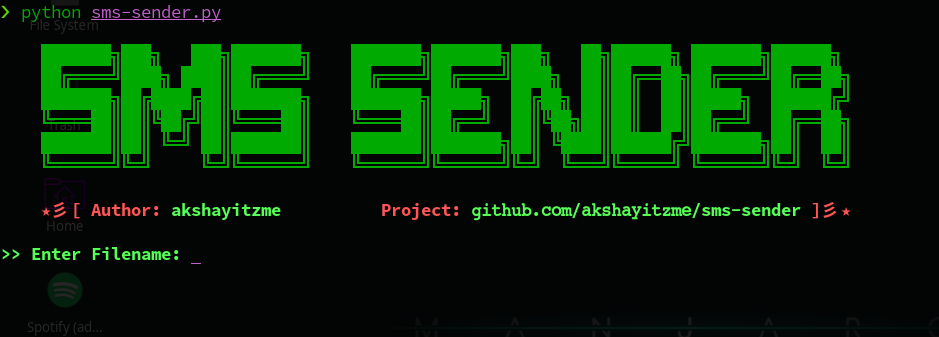 ❯ python sms-sender.py
File System
SMS SENDER
Trash
★彡[ Author: akshayitzme Project: github.com/akshayitzme/sms-sender ]彡★
Home
>> Enter Filename: _
Spotify (ad...
M A N J A R O